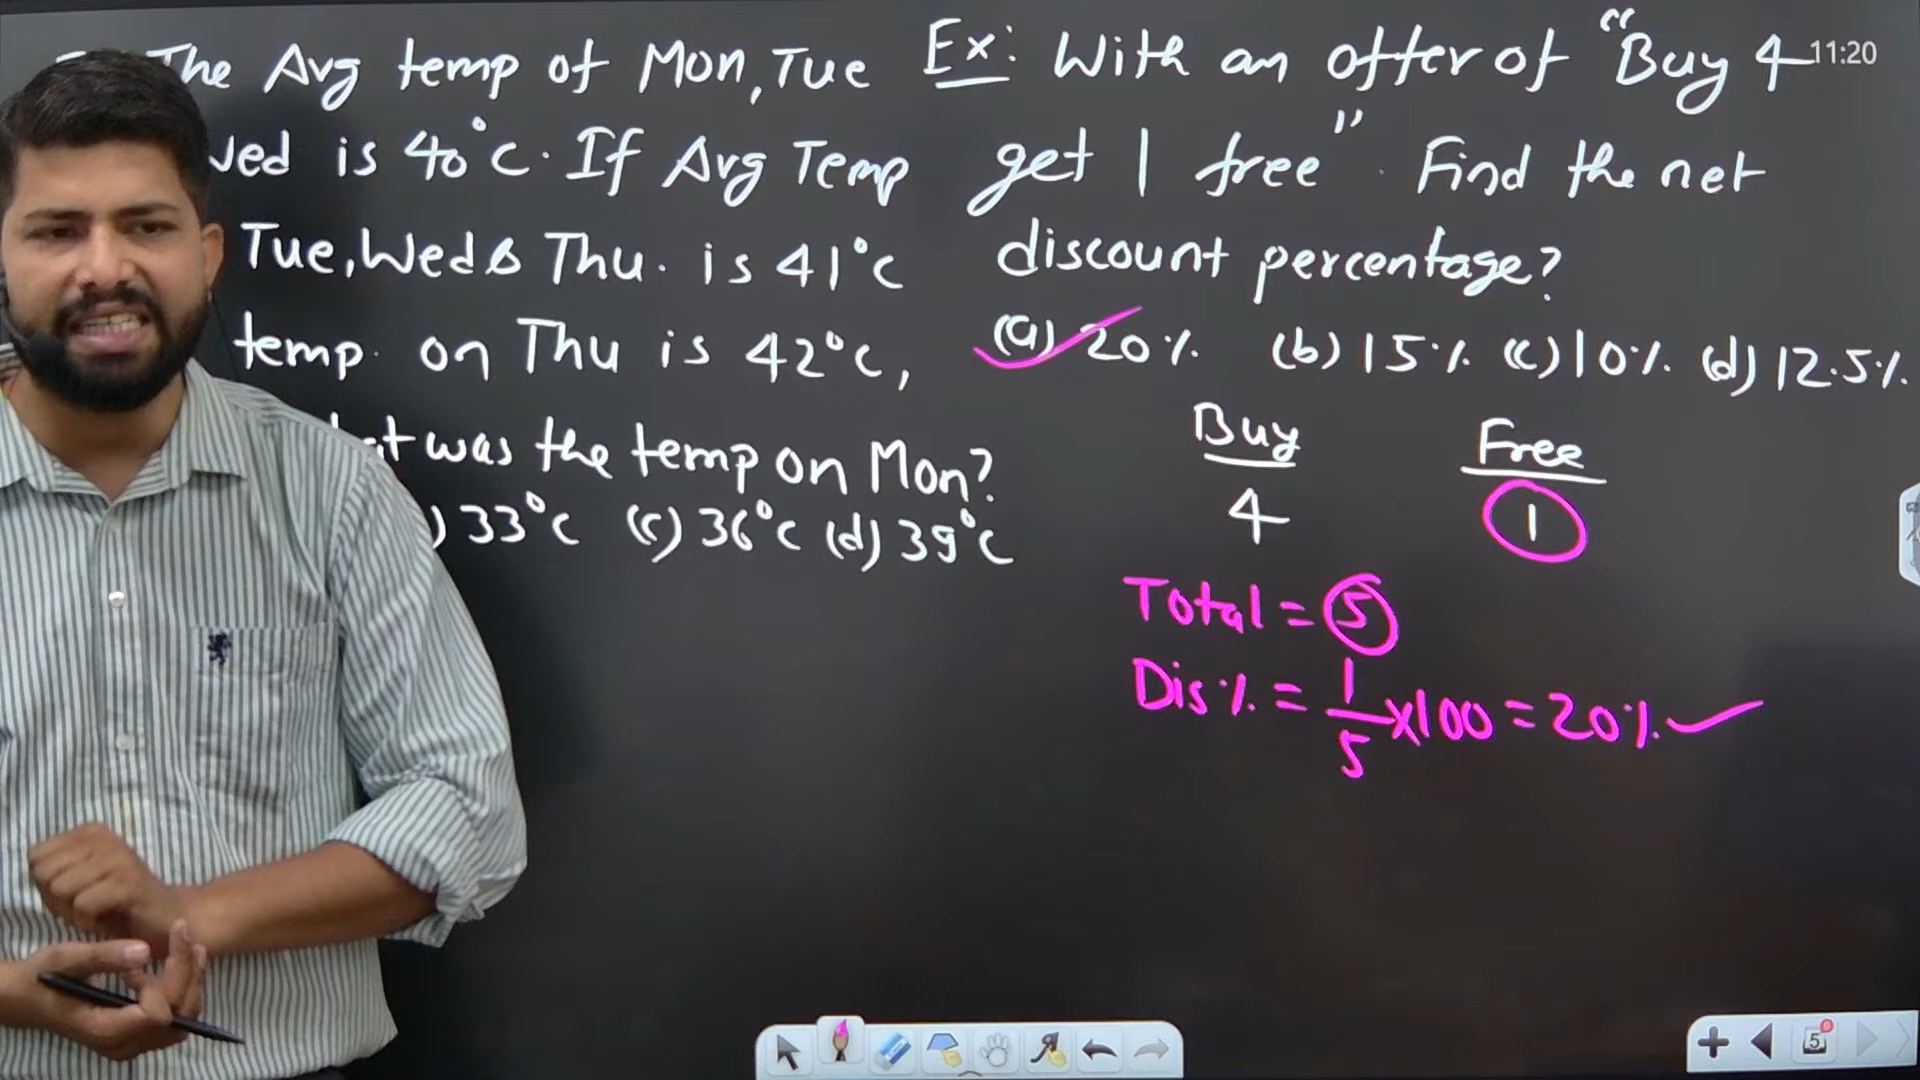 The Avg temp of Mon, Tue
Wed is 40°C. If Avg Temp
Tue, Wed & Thu. is 41°C
temp. on Thu is 42°C,
was the temp on Mon?
) 33°C (c) 36°C (d) 39°C
Ex: With an offer of "Buy 4
get 1 free". Find the net
discount percentage?
(a) 20% (b) 15% (c) 10% (d) 12.5%
Buy Free
4 1
Total = 5
Dis% = 1/5 x100 = 20%
11:20
5
6